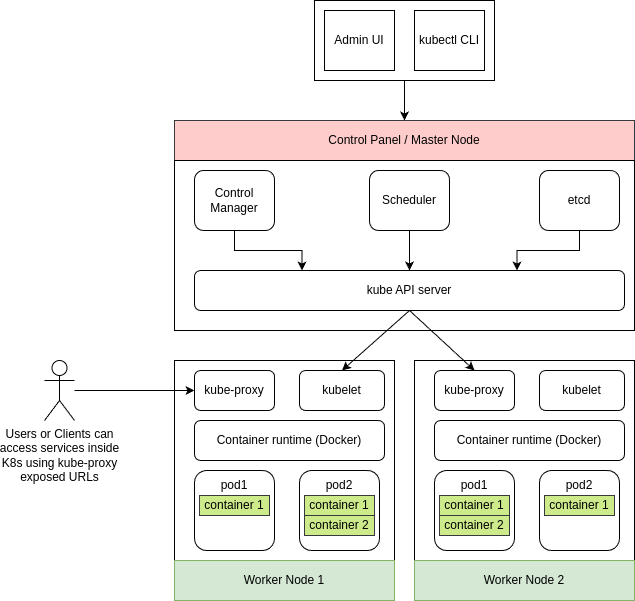 Admin UI
kubectl CLI
Control Panel / Master Node
Control
Manager
Scheduler
etcd
kube API server
kube-proxy
kubelet
Container runtime (Docker)
pod1
container 1
pod2
container 1
container 2
Worker Node 1
kube-proxy
kubelet
Container runtime (Docker)
pod1
container 1
container 2
pod2
container 1
Worker Node 2
Users or Clients can
access services inside
K8s using kube-proxy
exposed URLs